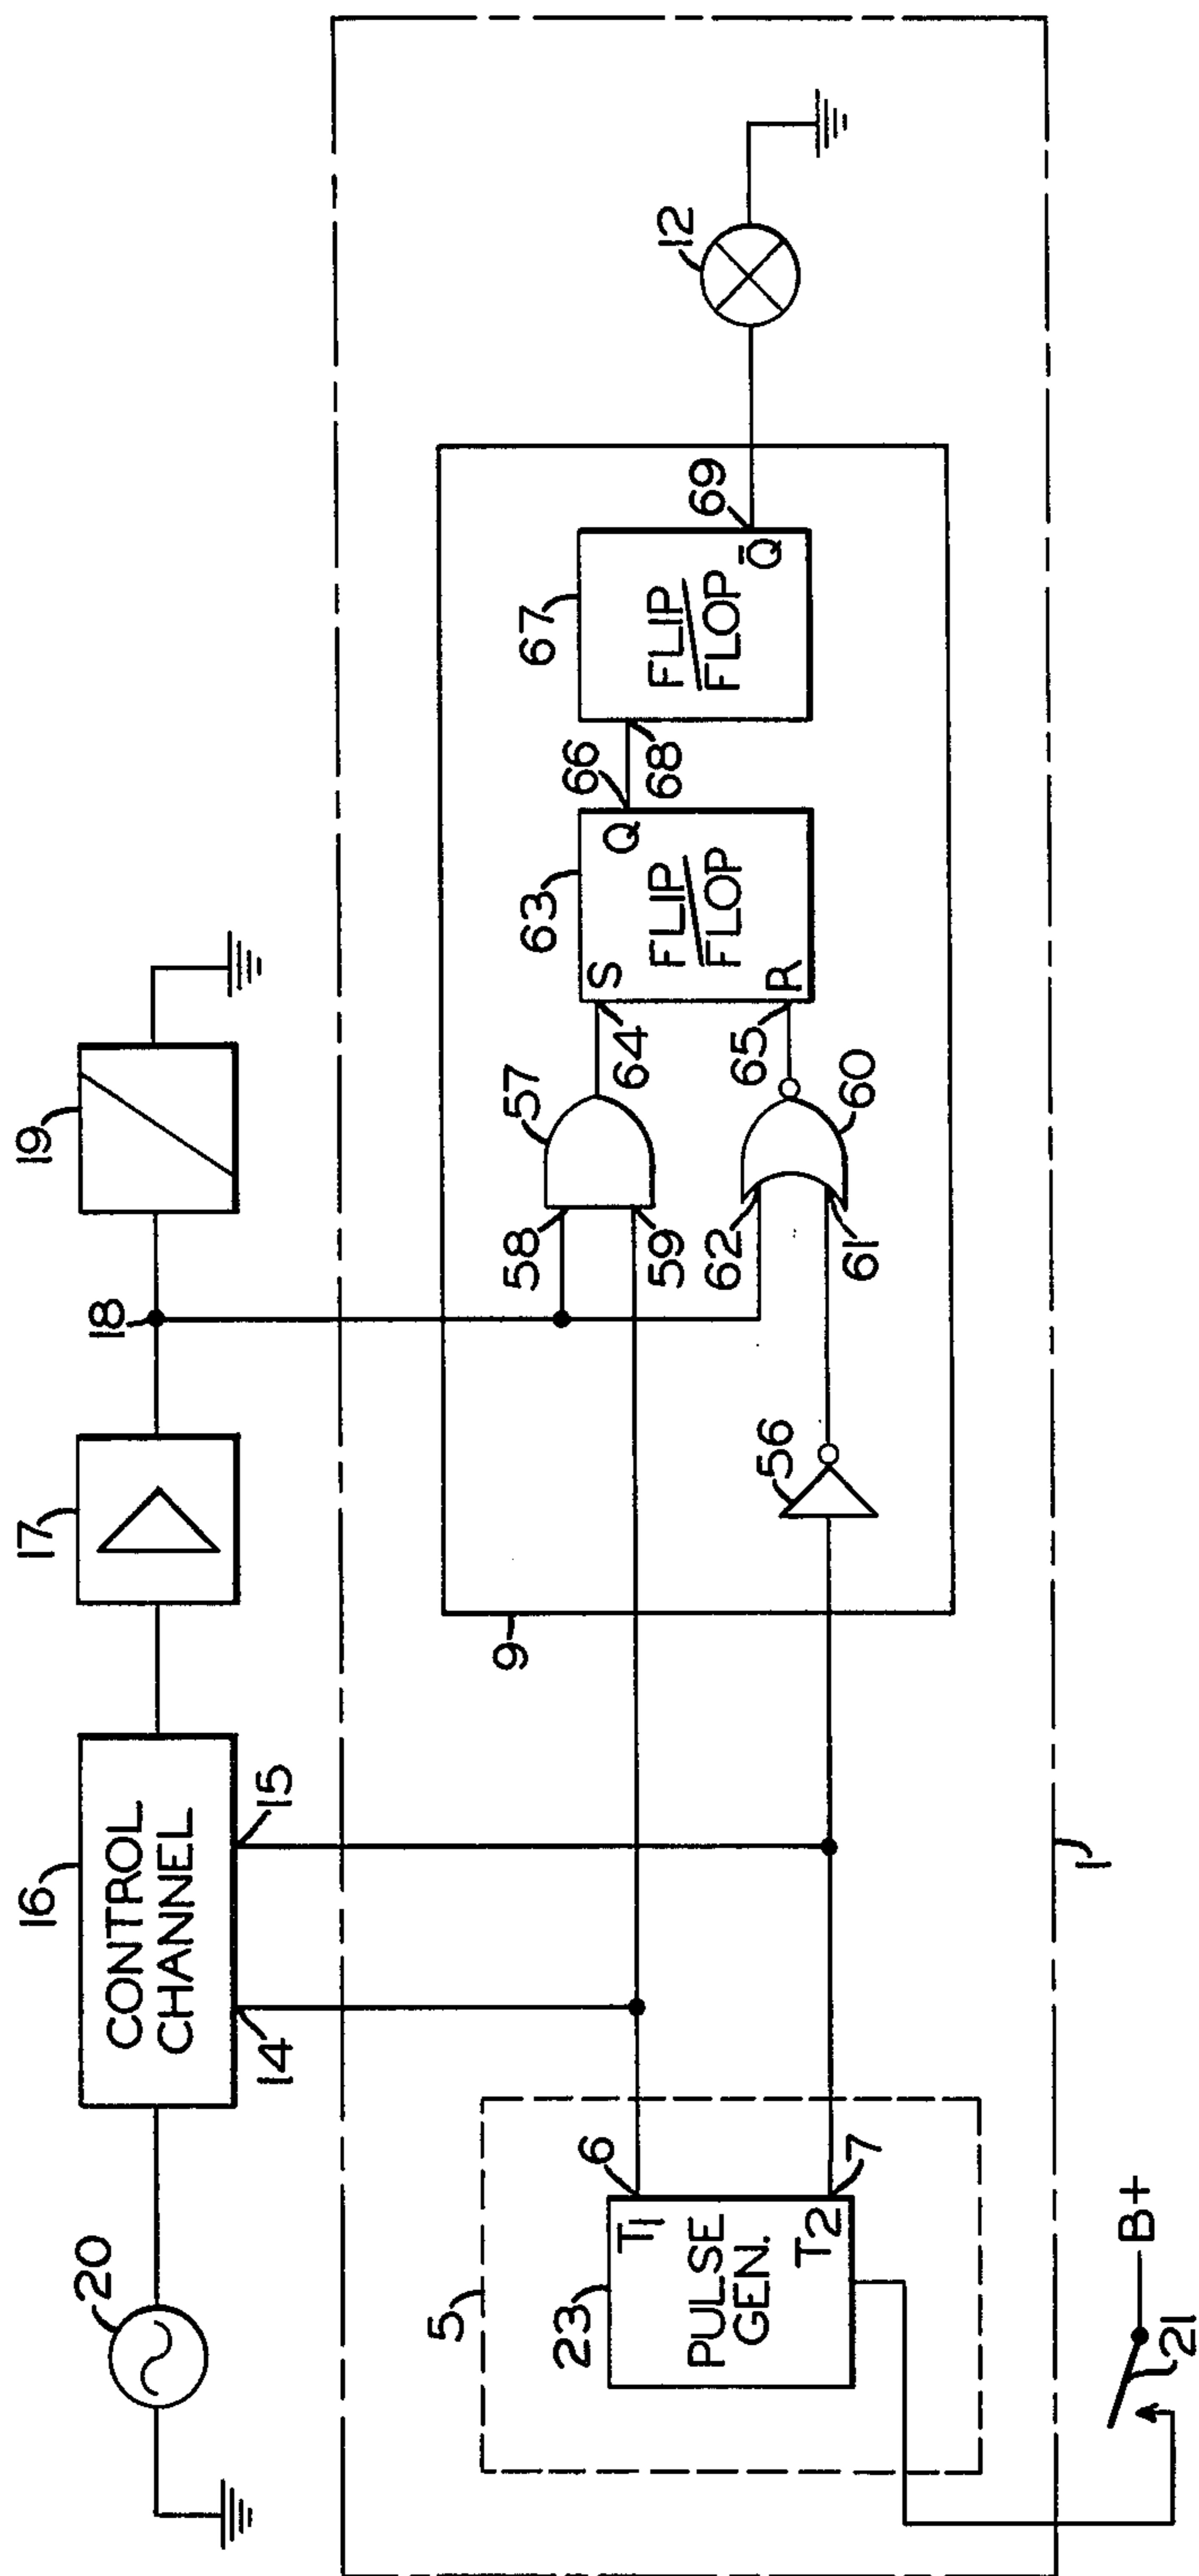 20
16
CONTROL
CHANNEL
14
15
17
18
19
5
23
T1
PULSE
GEN.
T2
6
7
9
56
58
59
57
62
61
60
64
65
63
S
R
Q
FLIP/
FLOP
66
68
67
FLIP/
FLOP
Q̄
69
12
21
B+
1